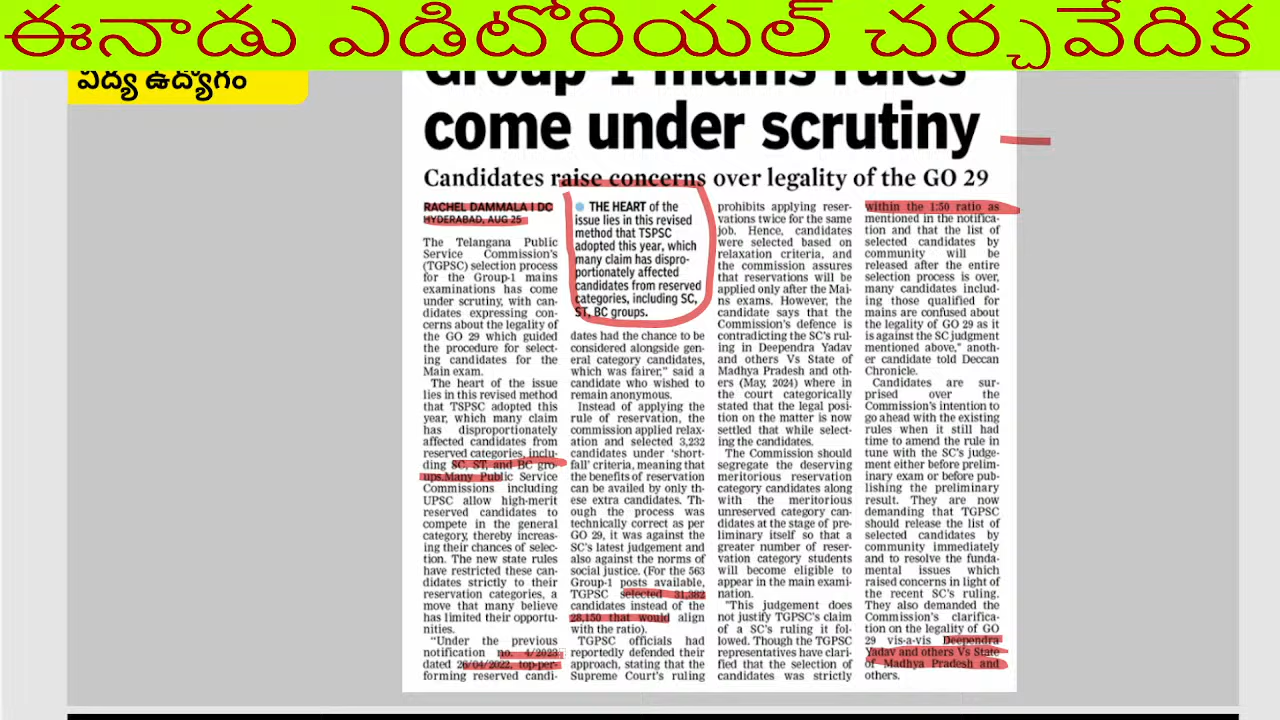 ఈనాడు ఎడిటోరియల్ చర్చవేదిక
విద్య ఉద్యోగం
Group-1 mains rules
come under scrutiny
Candidates raise concerns over legality of the GO 29
RACHEL DAMMALA I DC
HYDERABAD, AUG 25
The Telangana Public
Service Commission's
(TGPSC) selection process
for the Group-1 mains
examinations has come
under scrutiny, with can-
didates expressing con-
cerns about the legality of
the GO 29 which guided
the procedure for select-
ing candidates for the
Main exam.
The heart of the issue
lies in this revised method
that TSPSC adopted this
year, which many claim
has disproportionately
affected candidates from
reserved categories, inclu-
ding SC, ST, and BC gro-
ups.Many Public Service
Commissions including
UPSC allow high-merit
reserved candidates to
compete in the general
category, thereby increas-
ing their chances of selec-
tion. The new state rules
have restricted these can-
didates strictly to their
reservation categories, a
move that many believe
has limited their opportu-
nities.
"Under the previous
notification no. 4/2023
dated 26/04/2022, top-per-
forming reserved candi-
THE HEART of the
issue lies in this revised
method that TSPSC
adopted this year, which
many claim has dispro-
portionately affected
candidates from reserved
categories, including SC,
ST, BC groups.
dates had the chance to be
considered alongside gen-
eral category candidates,
which was fairer," said a
candidate who wished to
remain anonymous.
Instead of applying the
rule of reservation, the
commission applied relax-
ation and selected 3,232
candidates under 'short-
fall' criteria, meaning that
the benefits of reservation
can be availed by only th-
ese extra candidates. Th-
ough the process was
technically correct as per
GO 29, it was against the
SC's latest judgement and
also against the norms of
social justice. (For the 563
Group-1 posts available,
TGPSC selected 31,382
candidates instead of the
28,150 that would align
with the ratio).
TGPSC officials had
reportedly defended their
approach, stating that the
Supreme Court's ruling
prohibits applying reser-
vations twice for the same
job. Hence, candidates
were selected based on
relaxation criteria, and
the commission assures
that reservations will be
applied only after the Mai-
ns exams. However, the
candidate says that the
Commission's defence is
contradicting the SC's rul-
ing in Deependra Yadav
and others Vs State of
Madhya Pradesh and oth-
ers (May, 2024) where in
the court categorically
stated that the legal posi-
tion on the matter is now
settled that while select-
ing the candidates.
The Commission should
segregate the deserving
meritorious reservation
category candidates along
with the meritorious
unreserved category can-
didates at the stage of pre-
liminary itself so that a
greater number of reser-
vation category students
will become eligible to
appear in the main exami-
nation.
"This judgement does
not justify TGPSC's claim
of a SC's ruling it fol-
lowed. Though the TGPSC
representatives have clari-
fied that the selection of
candidates was strictly
within the 1:50 ratio as
mentioned in the notifica-
tion and that the list of
selected candidates by
community will be
released after the entire
selection process is over,
many candidates includ-
ing those qualified for
mains are confused about
the legality of GO 29 as it
is against the SC judgment
mentioned above," anoth-
er candidate told Deccan
Chronicle.
Candidates are sur-
prised over the
Commission's intention to
go ahead with the existing
rules when it still had
time to amend the rule in
tune with the SC's judge-
ment either before prelim-
inary exam or before pub-
lishing the preliminary
result. They are now
demanding that TGPSC
should release the list of
selected candidates by
community immediately
and to resolve the funda-
mental issues which
raised concerns in light of
the recent SC's ruling.
They also demanded the
Commission's clarifica-
tion on the legality of GO
29 vis-a-vis Deependra
Yadav and others Vs State
of Madhya Pradesh and
others.